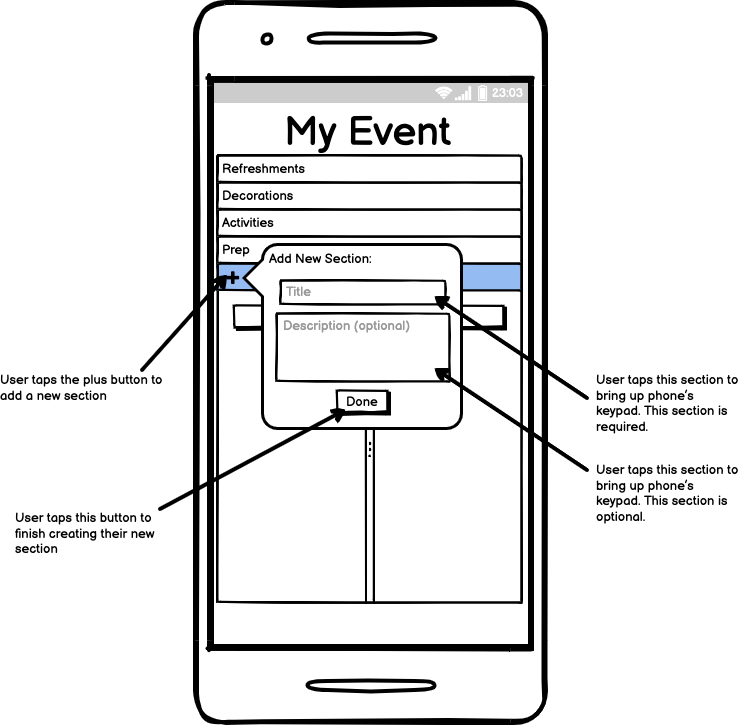 23:03
My Event
Refreshments
Decorations
Activities
Prep
Add New Section:
+
Title
Description (optional)
Done
User taps the plus button to
add a new section
User taps this section to
bring up phone's
keypad. This section is
required.
User taps this section to
bring up phone's
keypad. This section is
optional.
User taps this button to
finish creating their new
section